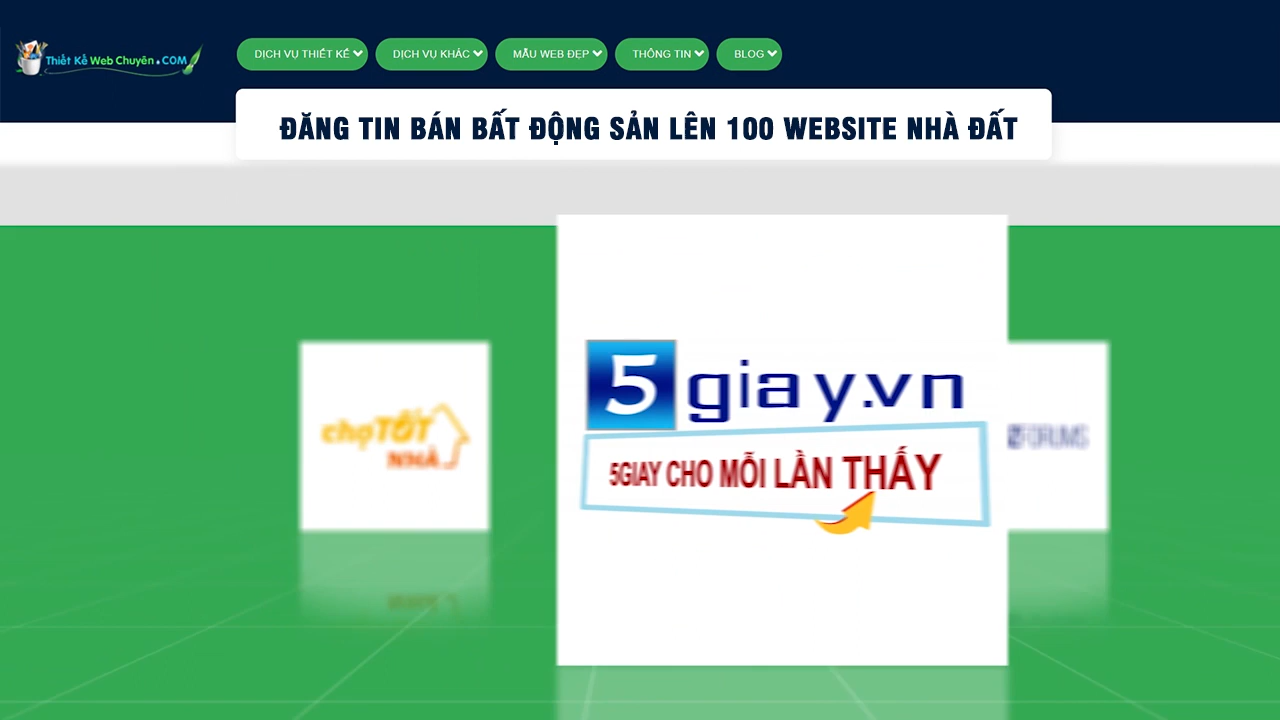 Thiết Kế Web Chuyên.COM
DỊCH VỤ THIẾT KẾ
DỊCH VỤ KHÁC
MẪU WEB ĐẸP
THÔNG TIN
BLOG
ĐĂNG TIN BÁN BẤT ĐỘNG SẢN LÊN 100 WEBSITE NHÀ ĐẤT
chợTỐT
NHÀ
5giay.vn
5GIAY CHO MỖI LẦN THẤY
FORUMS